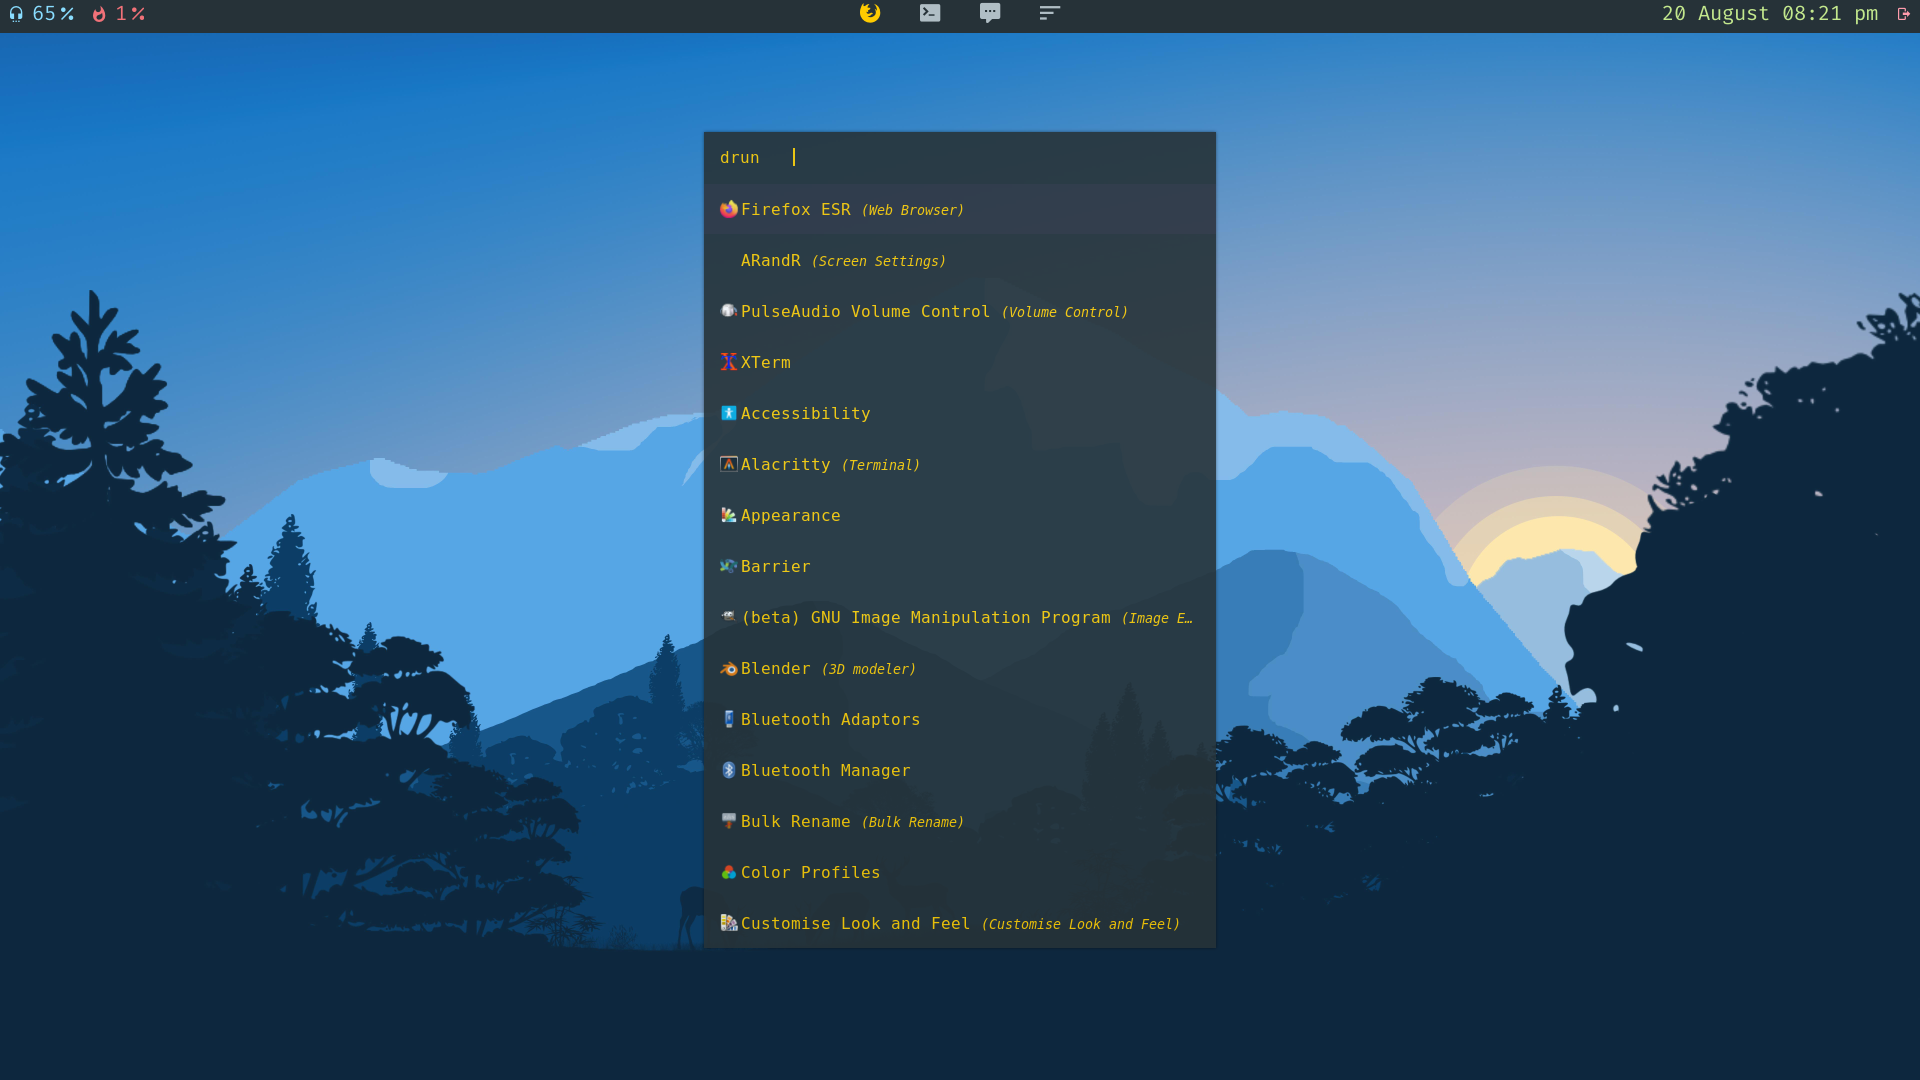 65% 1% 20 August 08:21 pm
drun
Firefox ESR (Web Browser)
ARandR (Screen Settings)
PulseAudio Volume Control (Volume Control)
XTerm
Accessibility
Alacritty (Terminal)
Appearance
Barrier
(beta) GNU Image Manipulation Program (Image E…
Blender (3D modeler)
Bluetooth Adaptors
Bluetooth Manager
Bulk Rename (Bulk Rename)
Color Profiles
Customise Look and Feel (Customise Look and Feel)